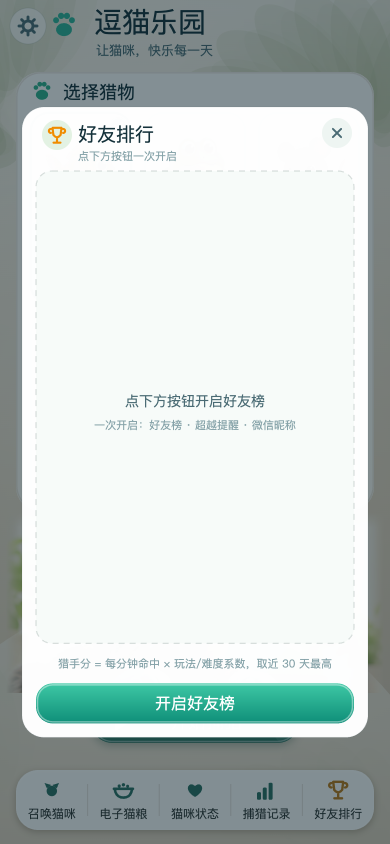 逗猫乐园
让猫咪，快乐每一天
选择猎物
好友排行
点下方按钮一次开启
点下方按钮开启好友榜
一次开启：好友榜 · 超越提醒 · 微信昵称
猎手分 = 每分钟命中 × 玩法/难度系数，取近 30 天最高
开启好友榜
召唤猫咪 电子猫粮 猫咪状态 捕猎记录 好友排行